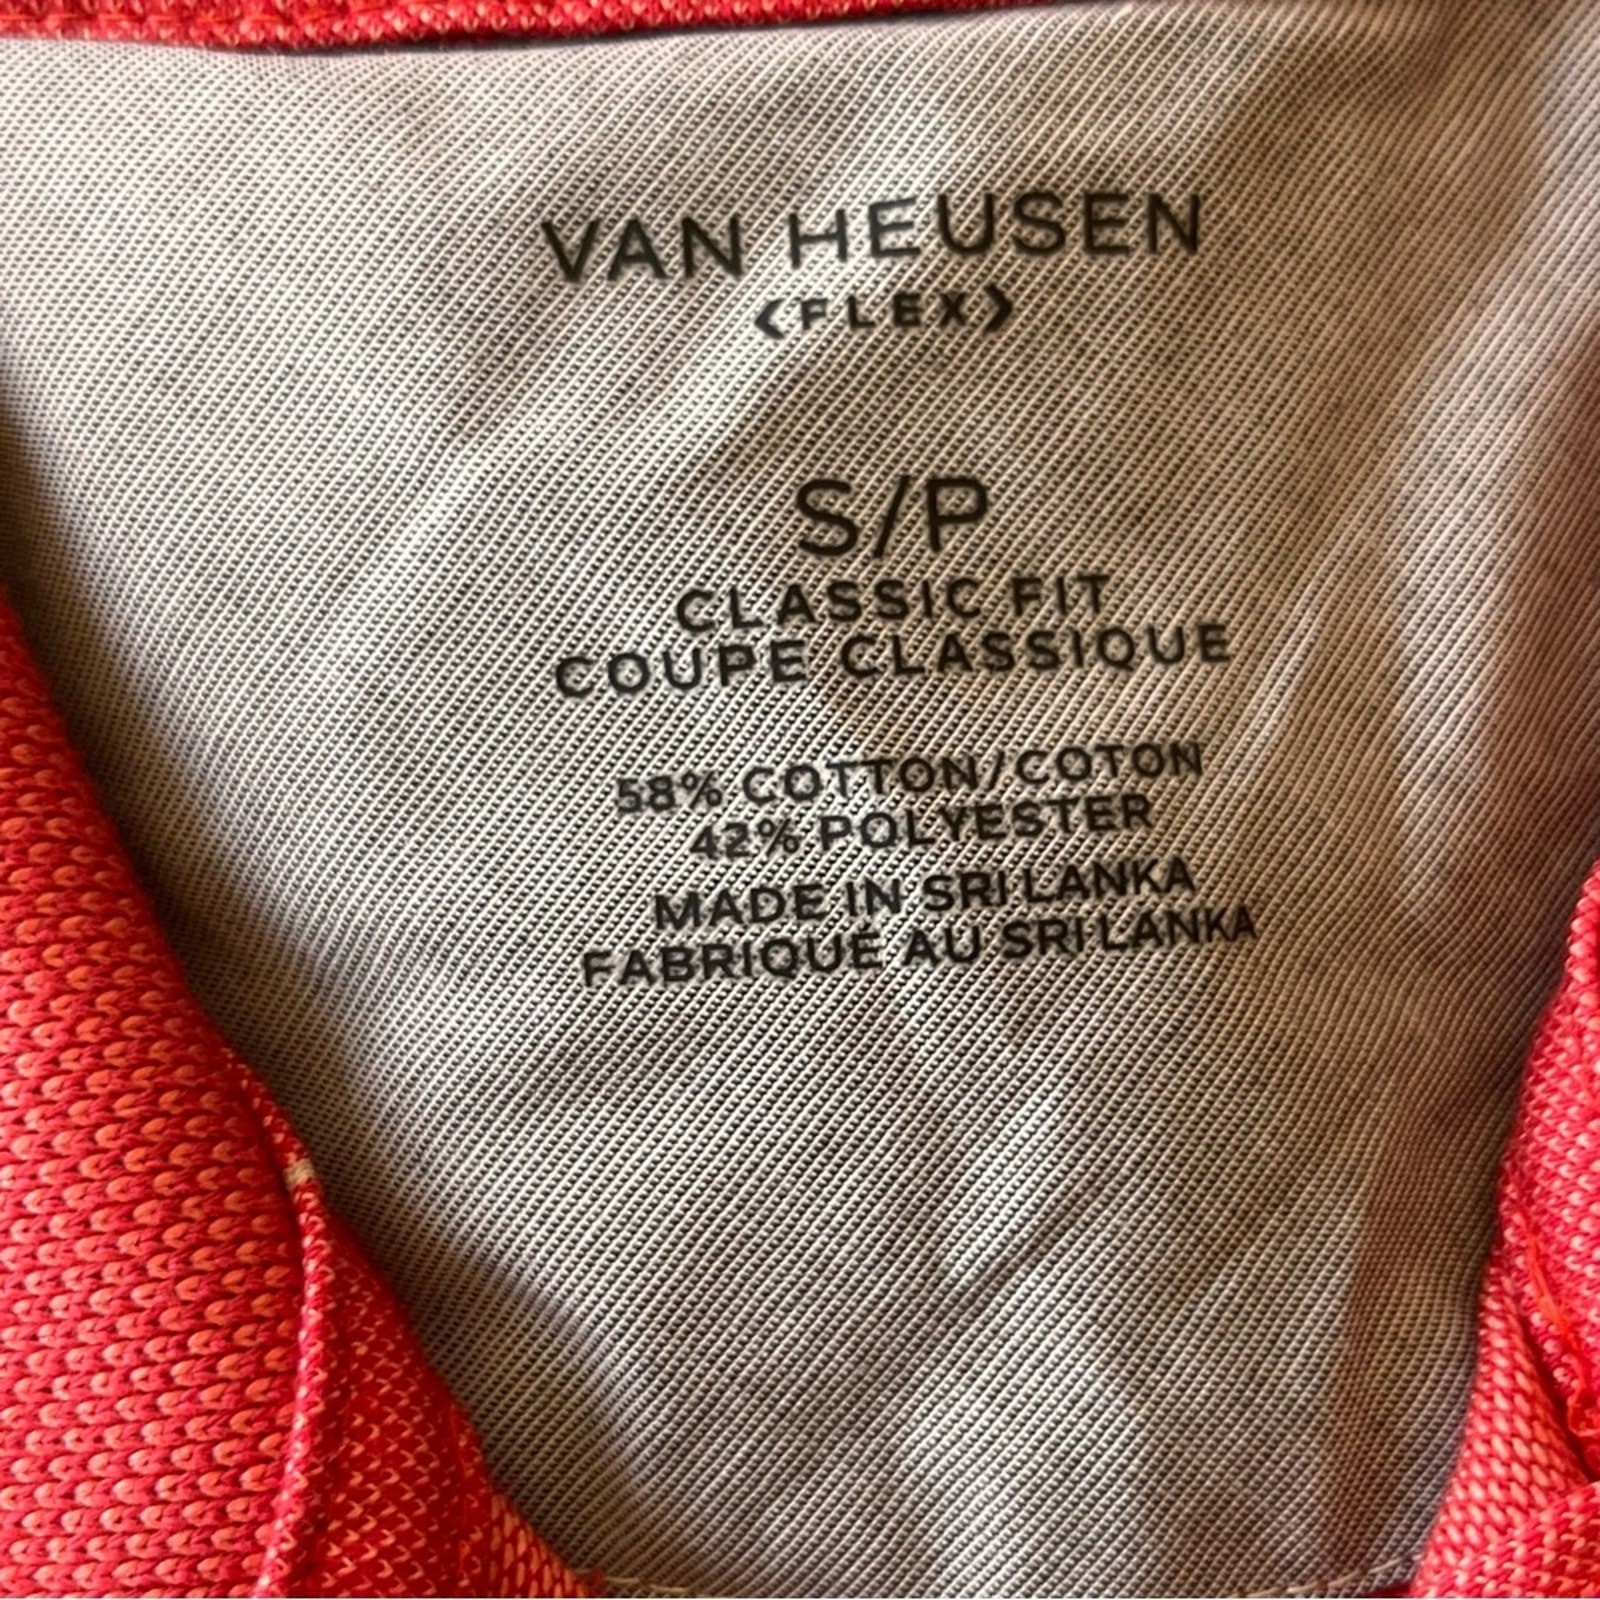 VAN HEUSEN
<FLEX>
S/P
CLASSIC FIT
COUPE CLASSIQUE
58% COTTON/COTON
42% POLYESTER
MADE IN SRI LANKA
FABRIQUÉ AU SRI LANKA